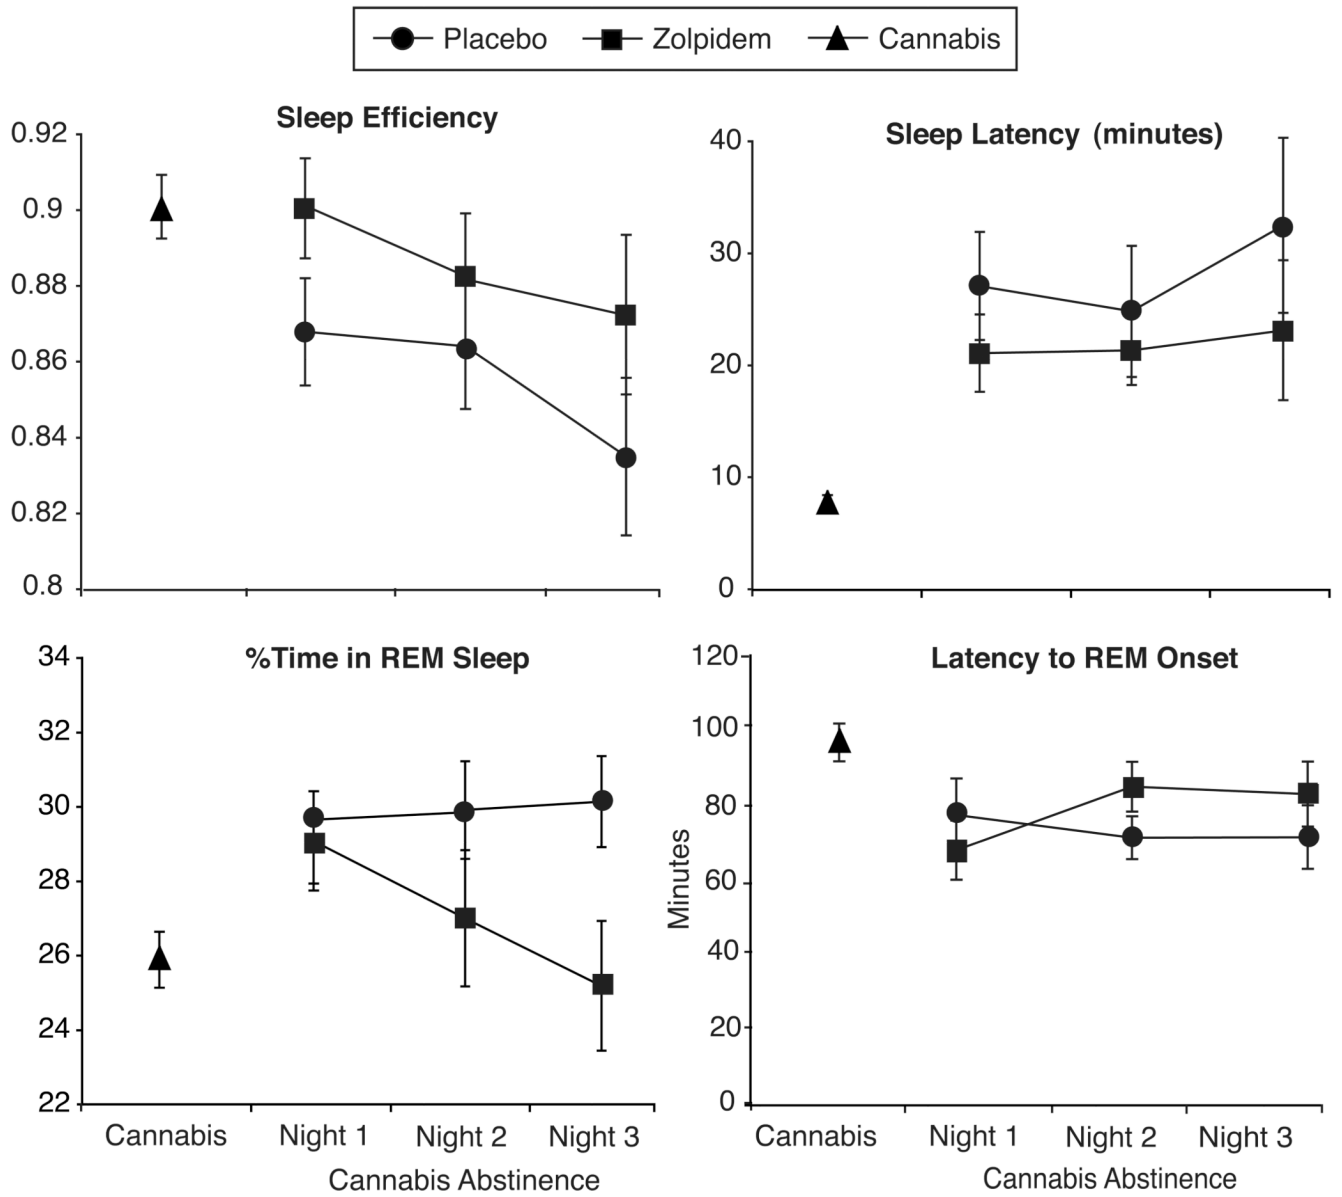 Placebo Zolpidem Cannabis
Sleep Efficiency
0.92
0.9
0.88
0.86
0.84
0.82
0.8
Sleep Latency (minutes)
40
30
20
10
0
%Time in REM Sleep
34
32
30
28
26
24
22
Cannabis Night 1 Night 2 Night 3
Cannabis Abstinence
Latency to REM Onset
Minutes
120
100
80
60
40
20
0
Cannabis Night 1 Night 2 Night 3
Cannabis Abstinence